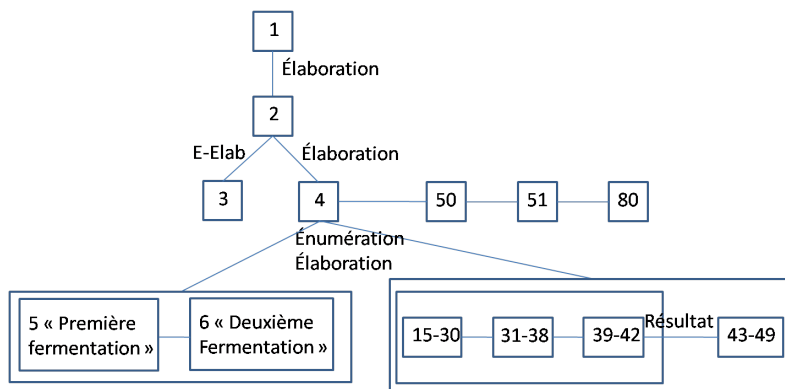 1
Élaboration
2
E-Elab
Élaboration
3
4
50
51
80
Énumération
Élaboration
5 « Première
fermentation »
6 « Deuxième
Fermentation »
15-30
31-38
39-42
Résultat
43-49